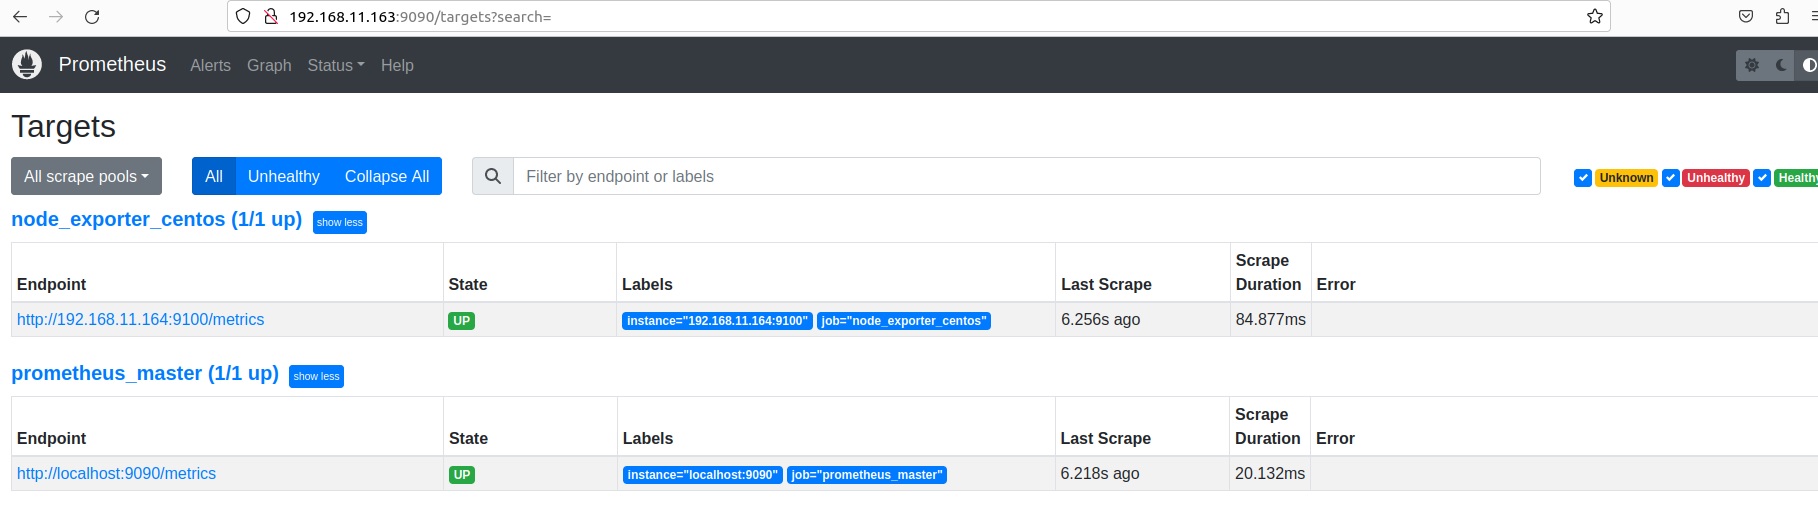 192.168.11.163:9090/targets?search=
Prometheus Alerts Graph Status Help
Targets
All scrape pools All Unhealthy Collapse All Filter by endpoint or labels Unknown Unhealthy Healthy
node_exporter_centos (1/1 up) show less
Scrape
Endpoint State Labels Last Scrape Duration Error
http://192.168.11.164:9100/metrics UP instance="192.168.11.164:9100" job="node_exporter_centos" 6.256s ago 84.877ms
prometheus_master (1/1 up) show less
Scrape
Endpoint State Labels Last Scrape Duration Error
http://localhost:9090/metrics UP instance="localhost:9090" job="prometheus_master" 6.218s ago 20.132ms